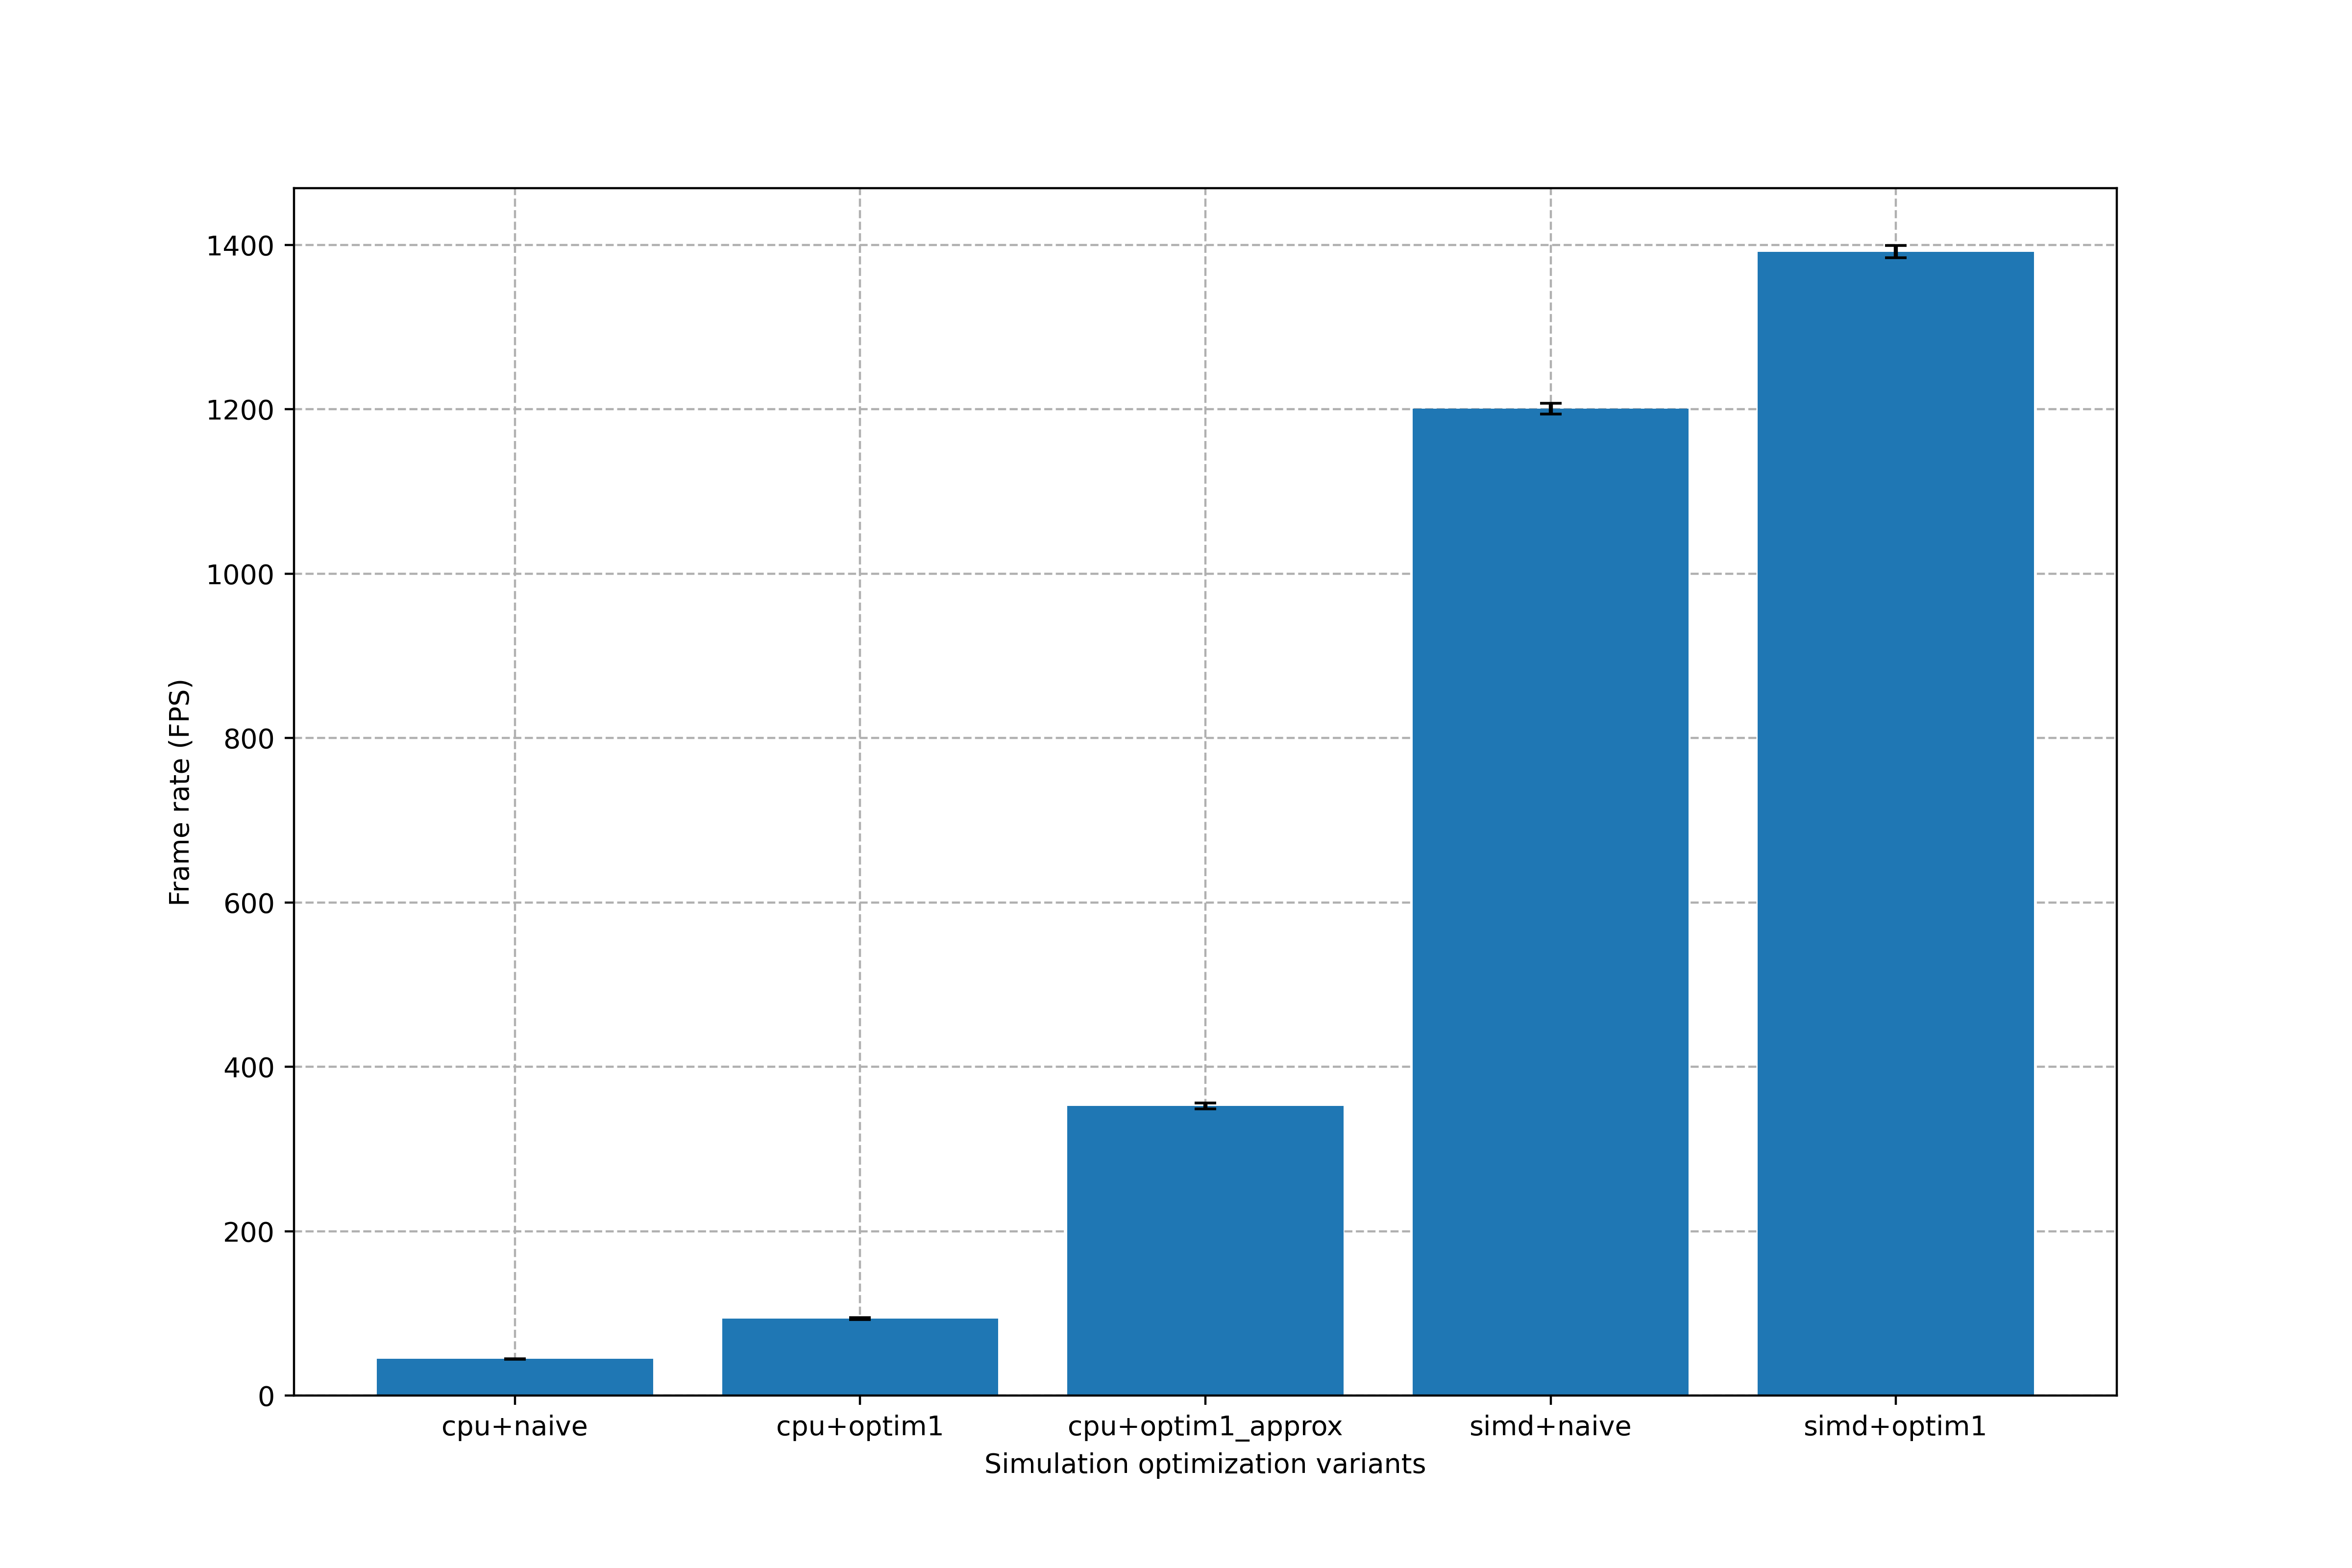 1400
1200
1000
800
600
400
200
0
Frame rate (FPS)
cpu+naive cpu+optim1 cpu+optim1_approx simd+naive simd+optim1
Simulation optimization variants